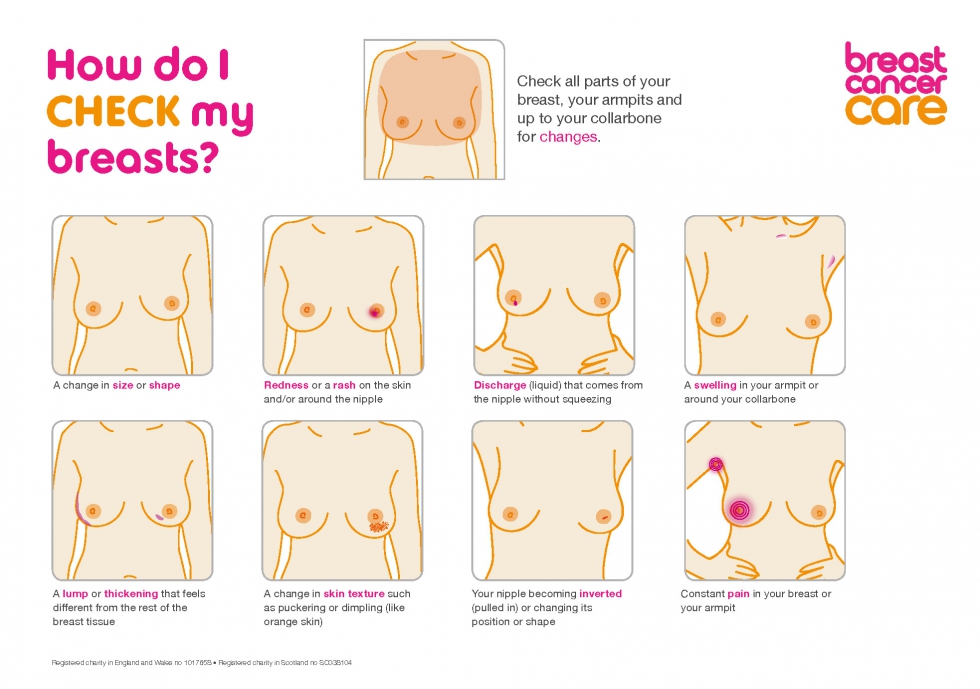 How do I
CHECK my
breasts?
Check all parts of your
breast, your armpits and
up to your collarbone
for changes.
breast
cancer
care
A change in size or shape
Redness or a rash on the skin
and/or around the nipple
Discharge (liquid) that comes from
the nipple without squeezing
A swelling in your armpit or
around your collarbone
A lump or thickening that feels
different from the rest of the
breast tissue
A change in skin texture such
as puckering or dimpling (like
orange skin)
Your nipple becoming inverted
(pulled in) or changing its
position or shape
Constant pain in your breast or
your armpit
Registered charity in England and Wales no 1017658 • Registered charity in Scotland no SC038104